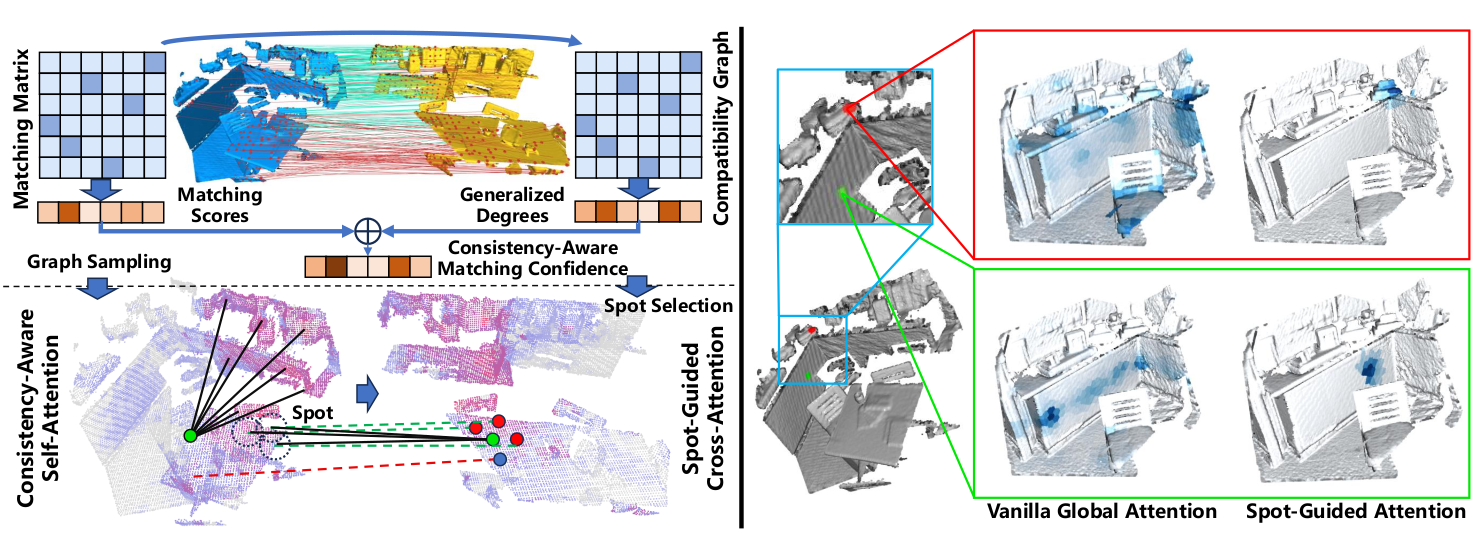 Matching Matrix
Matching
Scores
Generalized
Degrees
Compatibility Graph
Consistency-Aware
Matching Confidence
Graph Sampling
Spot Selection
Consistency-Aware
Self-Attention
Spot
Spot-Guided
Cross-Attention
Vanilla Global Attention
Spot-Guided Attention